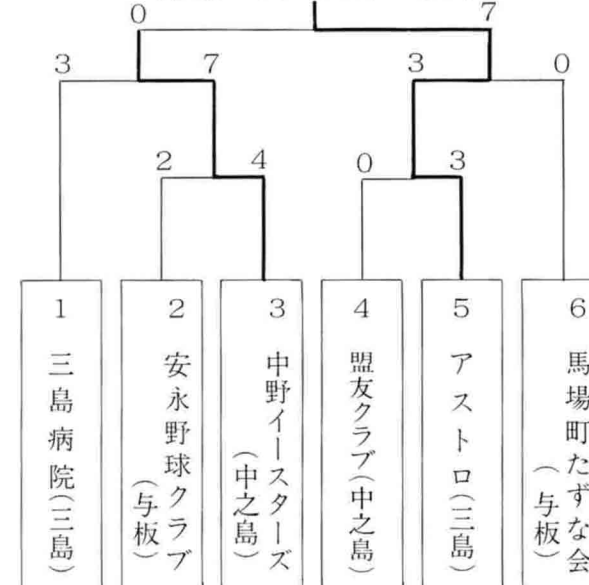 0 7
3 7 3 0
2 4 0 3
1 三島病院(三島)
2 安永野球クラブ(与板)
3 中野イースターズ(中之島)
4 盟友クラブ(中之島)
5 アストロ(三島)
6 馬場町たずな会(与板)